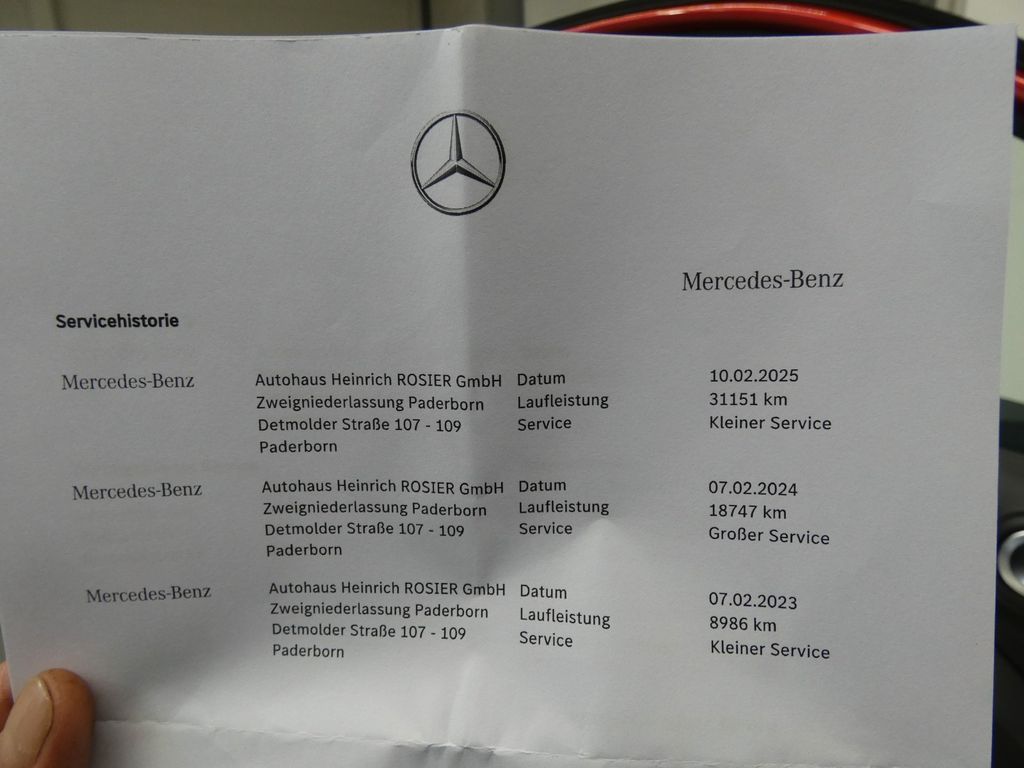 Mercedes-Benz
Servicehistorie
Mercedes-Benz Autohaus Heinrich ROSIER GmbH Datum 10.02.2025
Zweigniederlassung Paderborn Laufleistung 31151 km
Detmolder Straße 107 - 109 Service Kleiner Service
Paderborn
Mercedes-Benz Autohaus Heinrich ROSIER GmbH Datum 07.02.2024
Zweigniederlassung Paderborn Laufleistung 18747 km
Detmolder Straße 107 - 109 Service Großer Service
Paderborn
Mercedes-Benz Autohaus Heinrich ROSIER GmbH Datum 07.02.2023
Zweigniederlassung Paderborn Laufleistung 8986 km
Detmolder Straße 107 - 109 Service Kleiner Service
Paderborn